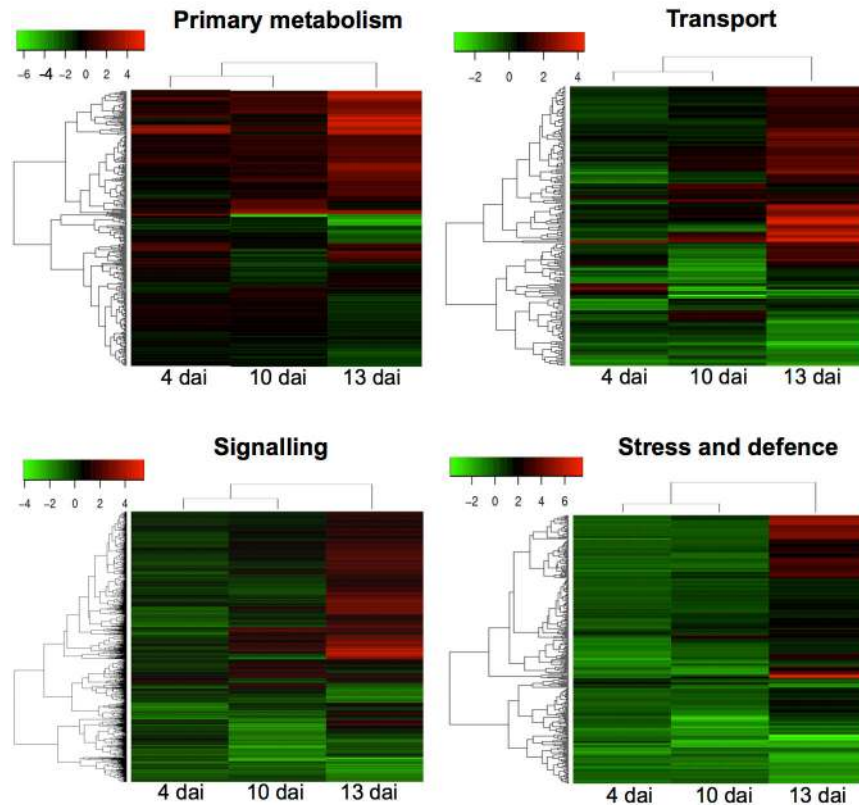 Primary metabolism
-6 -4 -2 0 2 4
4 dai 10 dai 13 dai
Transport
-2 0 2 4
4 dai 10 dai 13 dai
Signalling
-4 -2 0 2 4
4 dai 10 dai 13 dai
Stress and defence
-2 0 2 4 6
4 dai 10 dai 13 dai